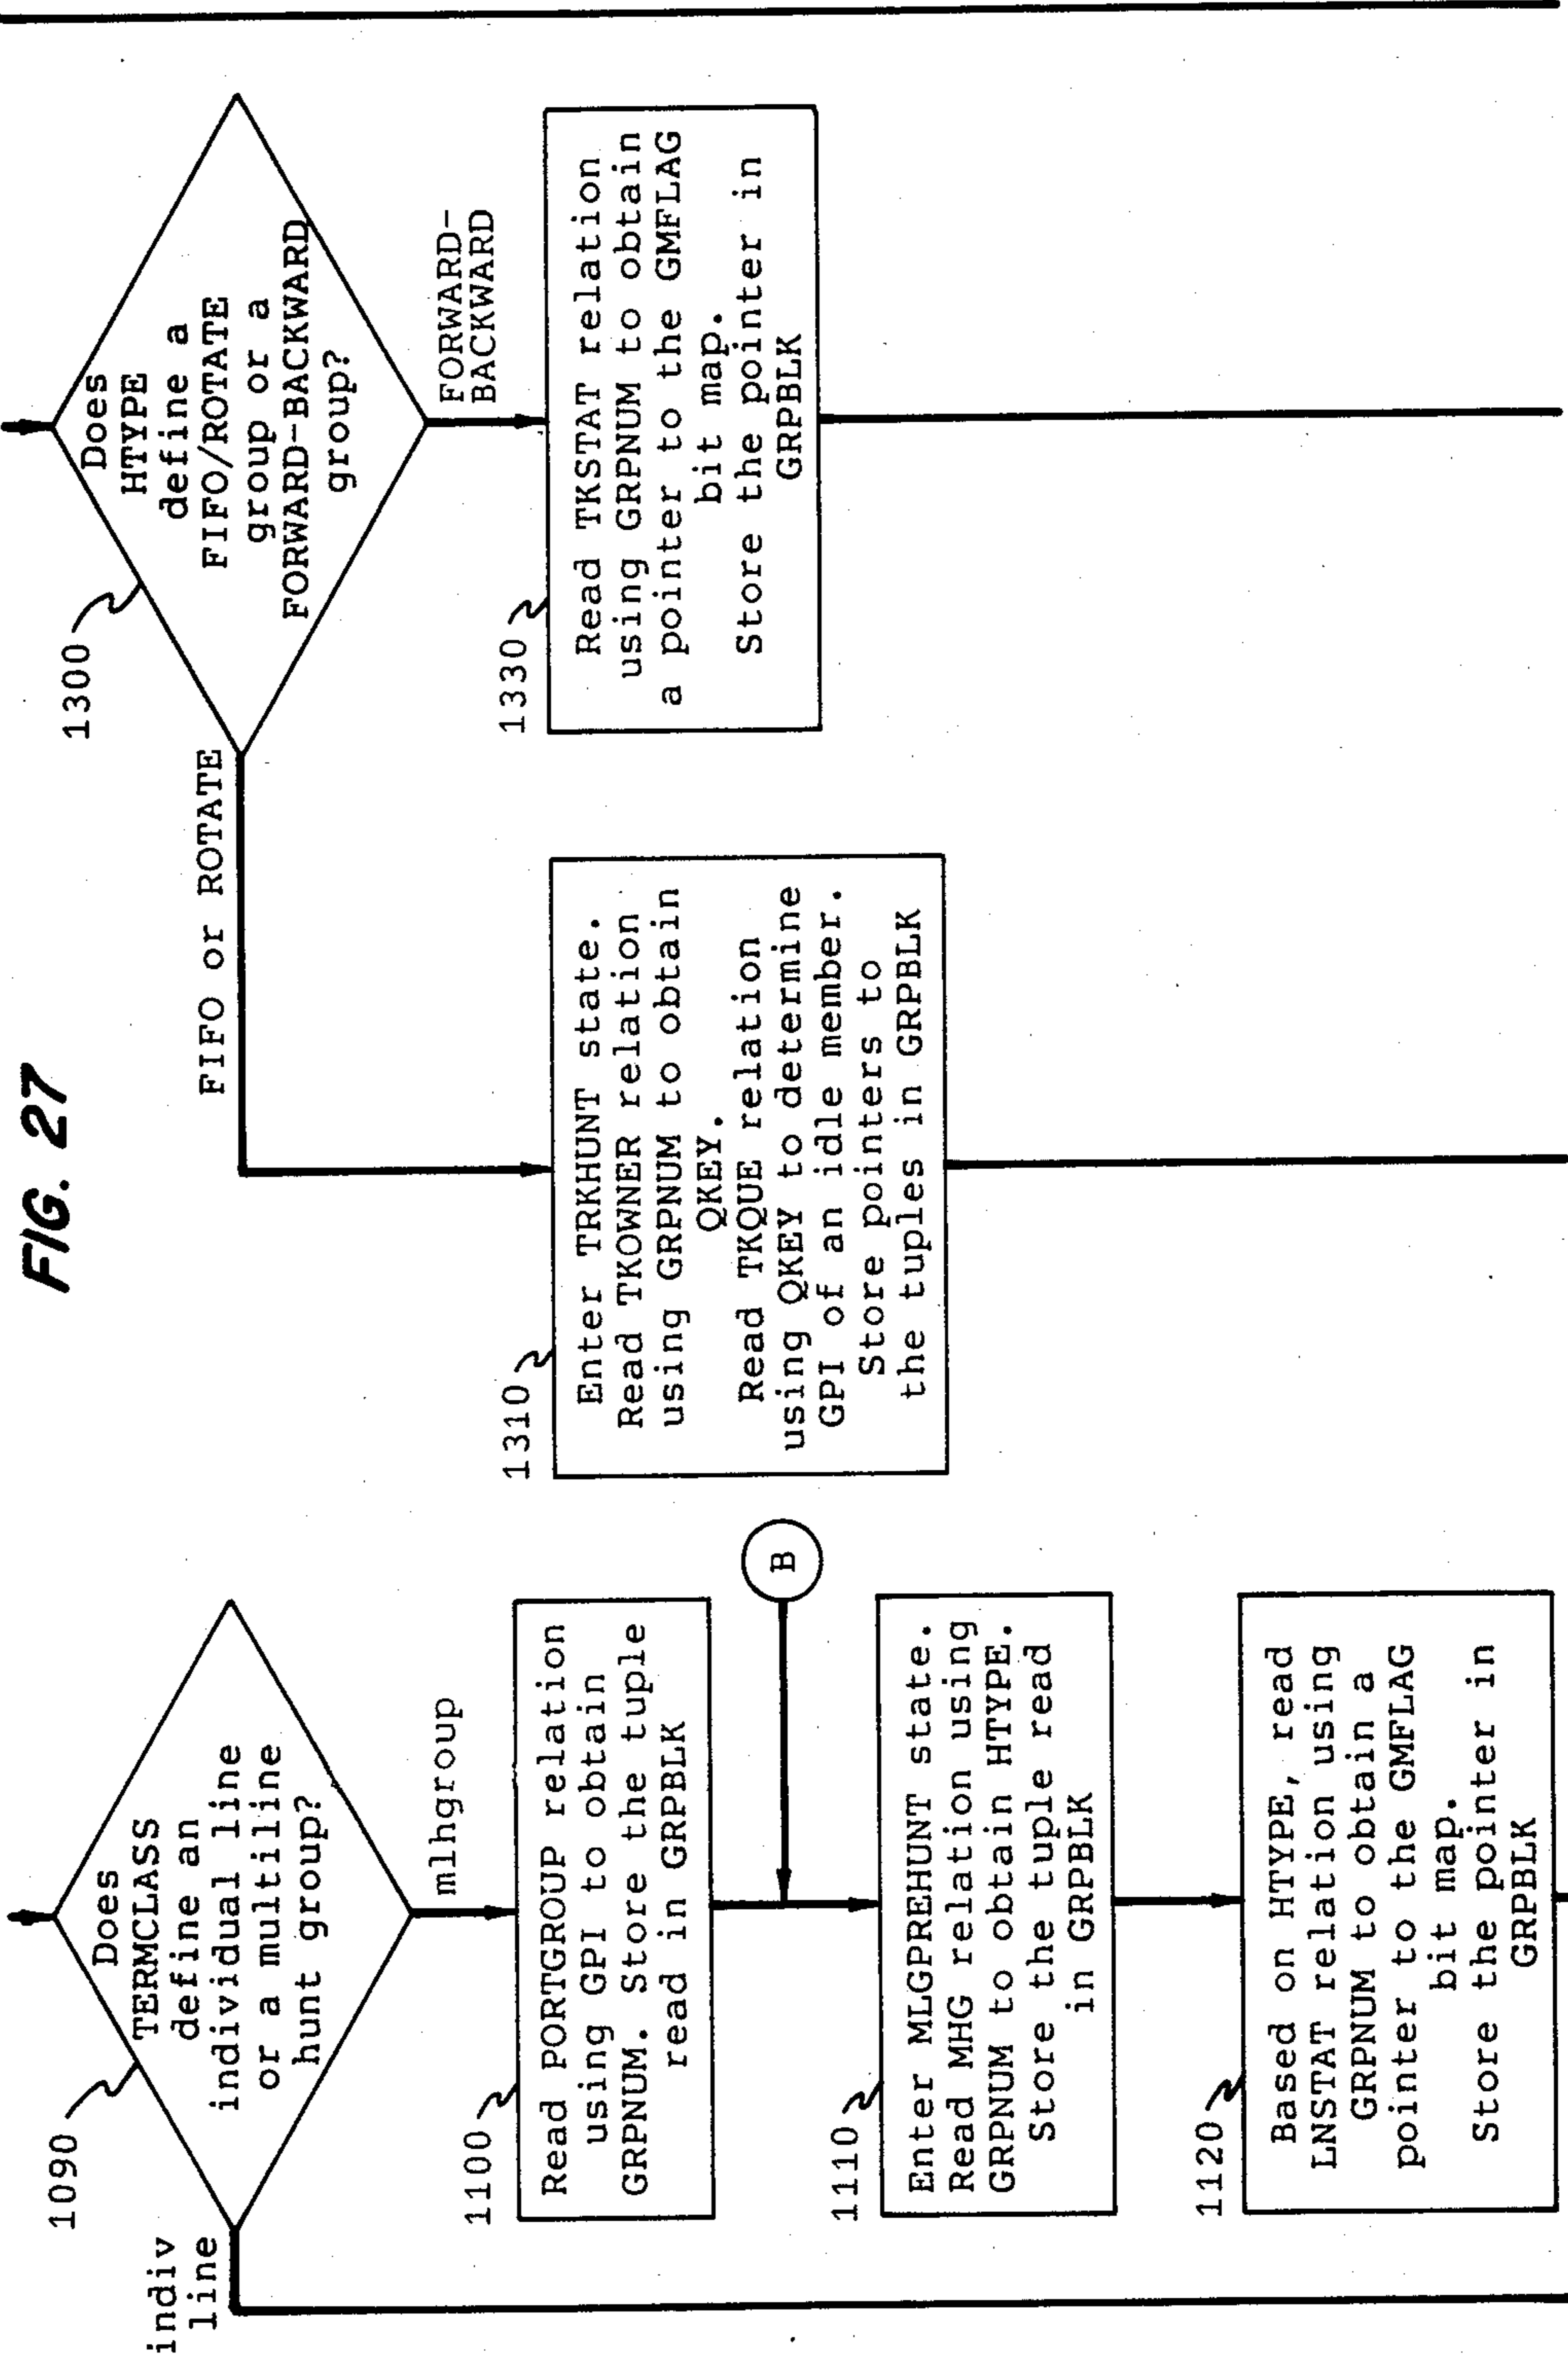 FIG. 27
1090
Does
TERMCLASS
define an
individual line
or a multiline
hunt group?
indiv
line
mlhgroup
1100
Read PORTGROUP relation
using GPI to obtain
GRPNUM. Store the tuple
read in GRPBLK
B
1110
Enter MLGPREHUNT state.
Read MHG relation using
GRPNUM to obtain HTYPE.
Store the tuple read
in GRPBLK
1120
Based on HTYPE, read
LNSTAT relation using
GRPNUM to obtain a
pointer to the GMFLAG
bit map.
Store the pointer in
GRPBLK
1300
Does
HTYPE
define a
FIFO/ROTATE
group or a
FORWARD-BACKWARD
group?
FIFO or ROTATE
FORWARD-
BACKWARD
1310
Enter TRKHUNT state.
Read TKOWNER relation
using GRPNUM to obtain
QKEY.
Read TKQUE relation
using QKEY to determine
GPI of an idle member.
Store pointers to
the tuples in GRPBLK
1330
Read TKSTAT relation
using GRPNUM to obtain
a pointer to the GMFLAG
bit map.
Store the pointer in
GRPBLK